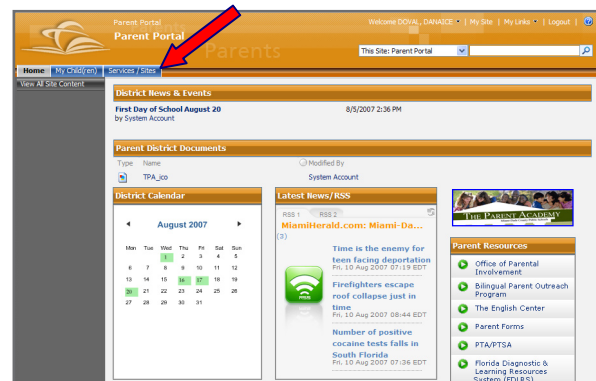 Parent Portal
Welcome DOVAL, DANAICE | My Site | My Links | Logout |
Parent Portal
Parents
This Site: Parent Portal
Home My Child(ren) Services / Sites
View All Site Content
District News & Events
First Day of School August 20 8/5/2007 2:36 PM
by System Account
Parent District Documents
Type Name Modified By
TPA_ico System Account
District Calendar
August 2007
Mon Tue Wed Thu Fri Sat Sun
1 2 3 4 5
6 7 8 9 10 11 12
13 14 15 16 17 18 19
20 21 22 23 24 25 26
27 28 29 30 31
Latest News/RSS
RSS 1 RSS 2
MiamiHerald.com: Miami-Da...
(3)
Time is the enemy for
teen facing deportation
Fri, 10 Aug 2007 07:19 EDT
Firefighters escape
roof collapse just in
time
Fri, 10 Aug 2007 08:44 EDT
Number of positive
cocaine tests falls in
South Florida
Fri, 10 Aug 2007 07:36 EDT
THE PARENT ACADEMY
Parent Resources
Office of Parental
Involvement
Bilingual Parent Outreach
Program
The English Center
Parent Forms
PTA/PTSA
Florida Diagnostic &
Learning Resources
System (FDLRS)